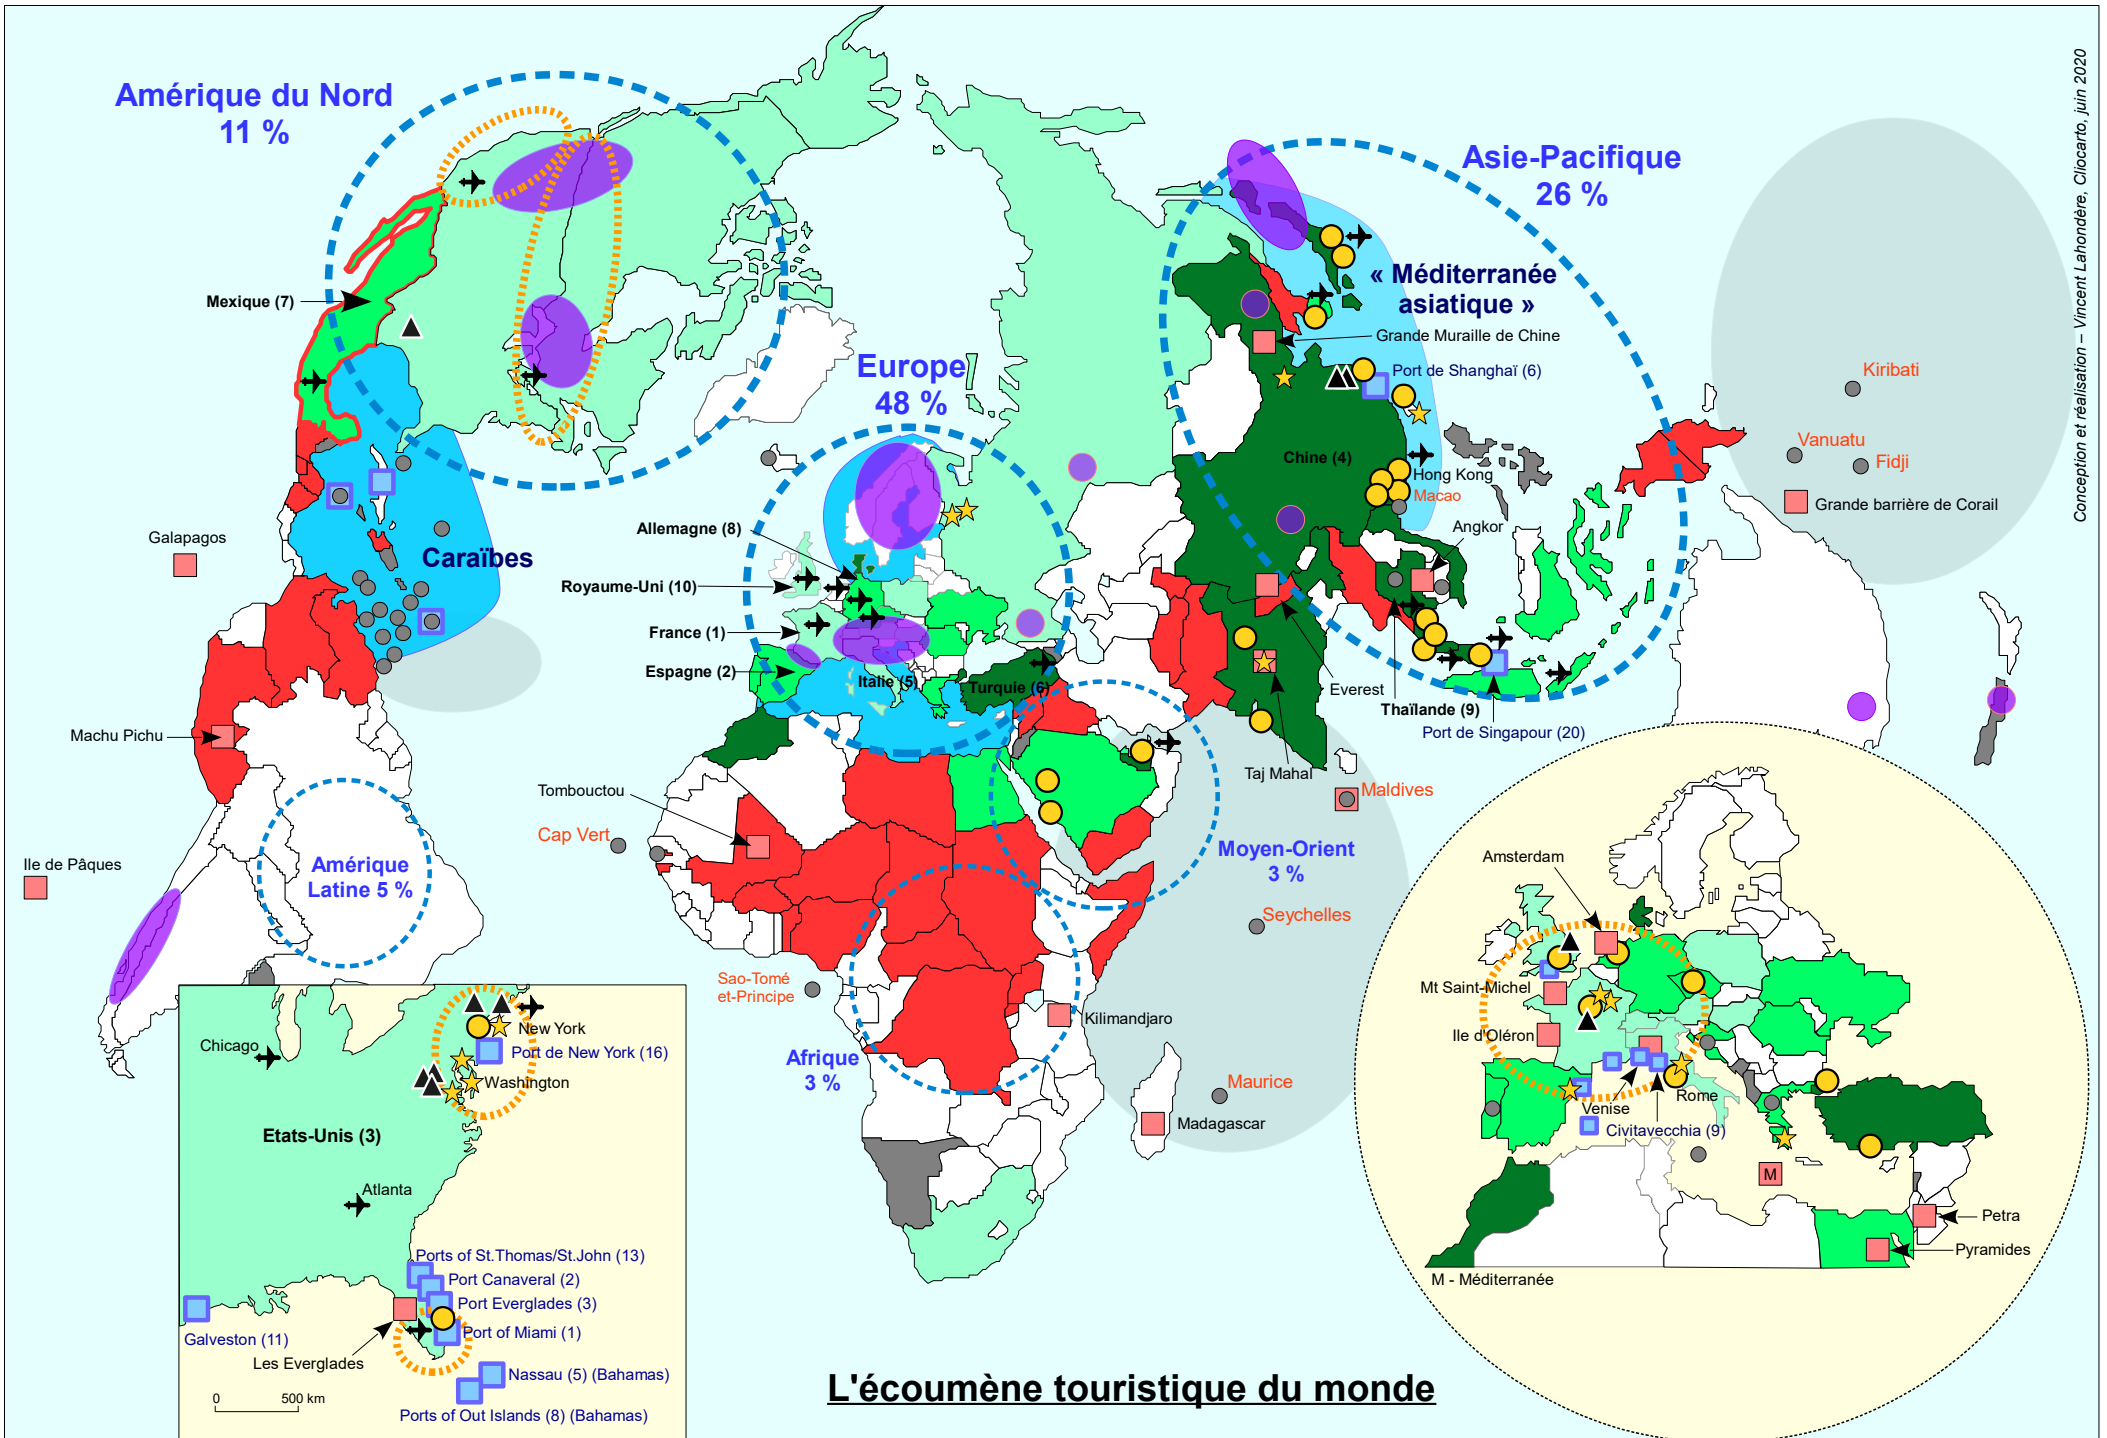 Amérique du Nord
11 %
Asie-Pacifique
26 %
Conception et réalisation – Vincent Lahondère, Cliocarto, juin 2020
« Méditerranée
asiatique »
Mexique (7)
Grande Muraille de Chine
Port de Shanghaï (6)
Europe
48 %
Kiribati
Vanuatu
Fidji
Grande barrière de Corail
Chine (4)
Hong Kong
Macao
Angkor
Galapagos
Caraïbes
Allemagne (8)
Royaume-Uni (10)
France (1)
Espagne (2)
Italie (5)
Turquie (6)
Everest
Thaïlande (9)
Port de Singapour (20)
Taj Mahal
Maldives
Machu Pichu
Tombouctou
Cap Vert
Moyen-Orient
3 %
Ile de Pâques
Amérique
Latine 5 %
Seychelles
Sao-Tomé
et-Principe
Kilimandjaro
Afrique
3 %
Maurice
Madagascar
Chicago
New York
Port de New York (16)
Washington
Etats-Unis (3)
Atlanta
Ports of St.Thomas/St.John (13)
Port Canaveral (2)
Port Everglades (3)
Port of Miami (1)
Galveston (11)
Les Everglades
Nassau (5) (Bahamas)
Ports of Out Islands (8) (Bahamas)
0 500 km
Amsterdam
Mt Saint-Michel
Ile d'Oléron
Venise
Rome
Civitavecchia (9)
M
Petra
Pyramides
M - Méditerranée
L'écoumène touristique du monde